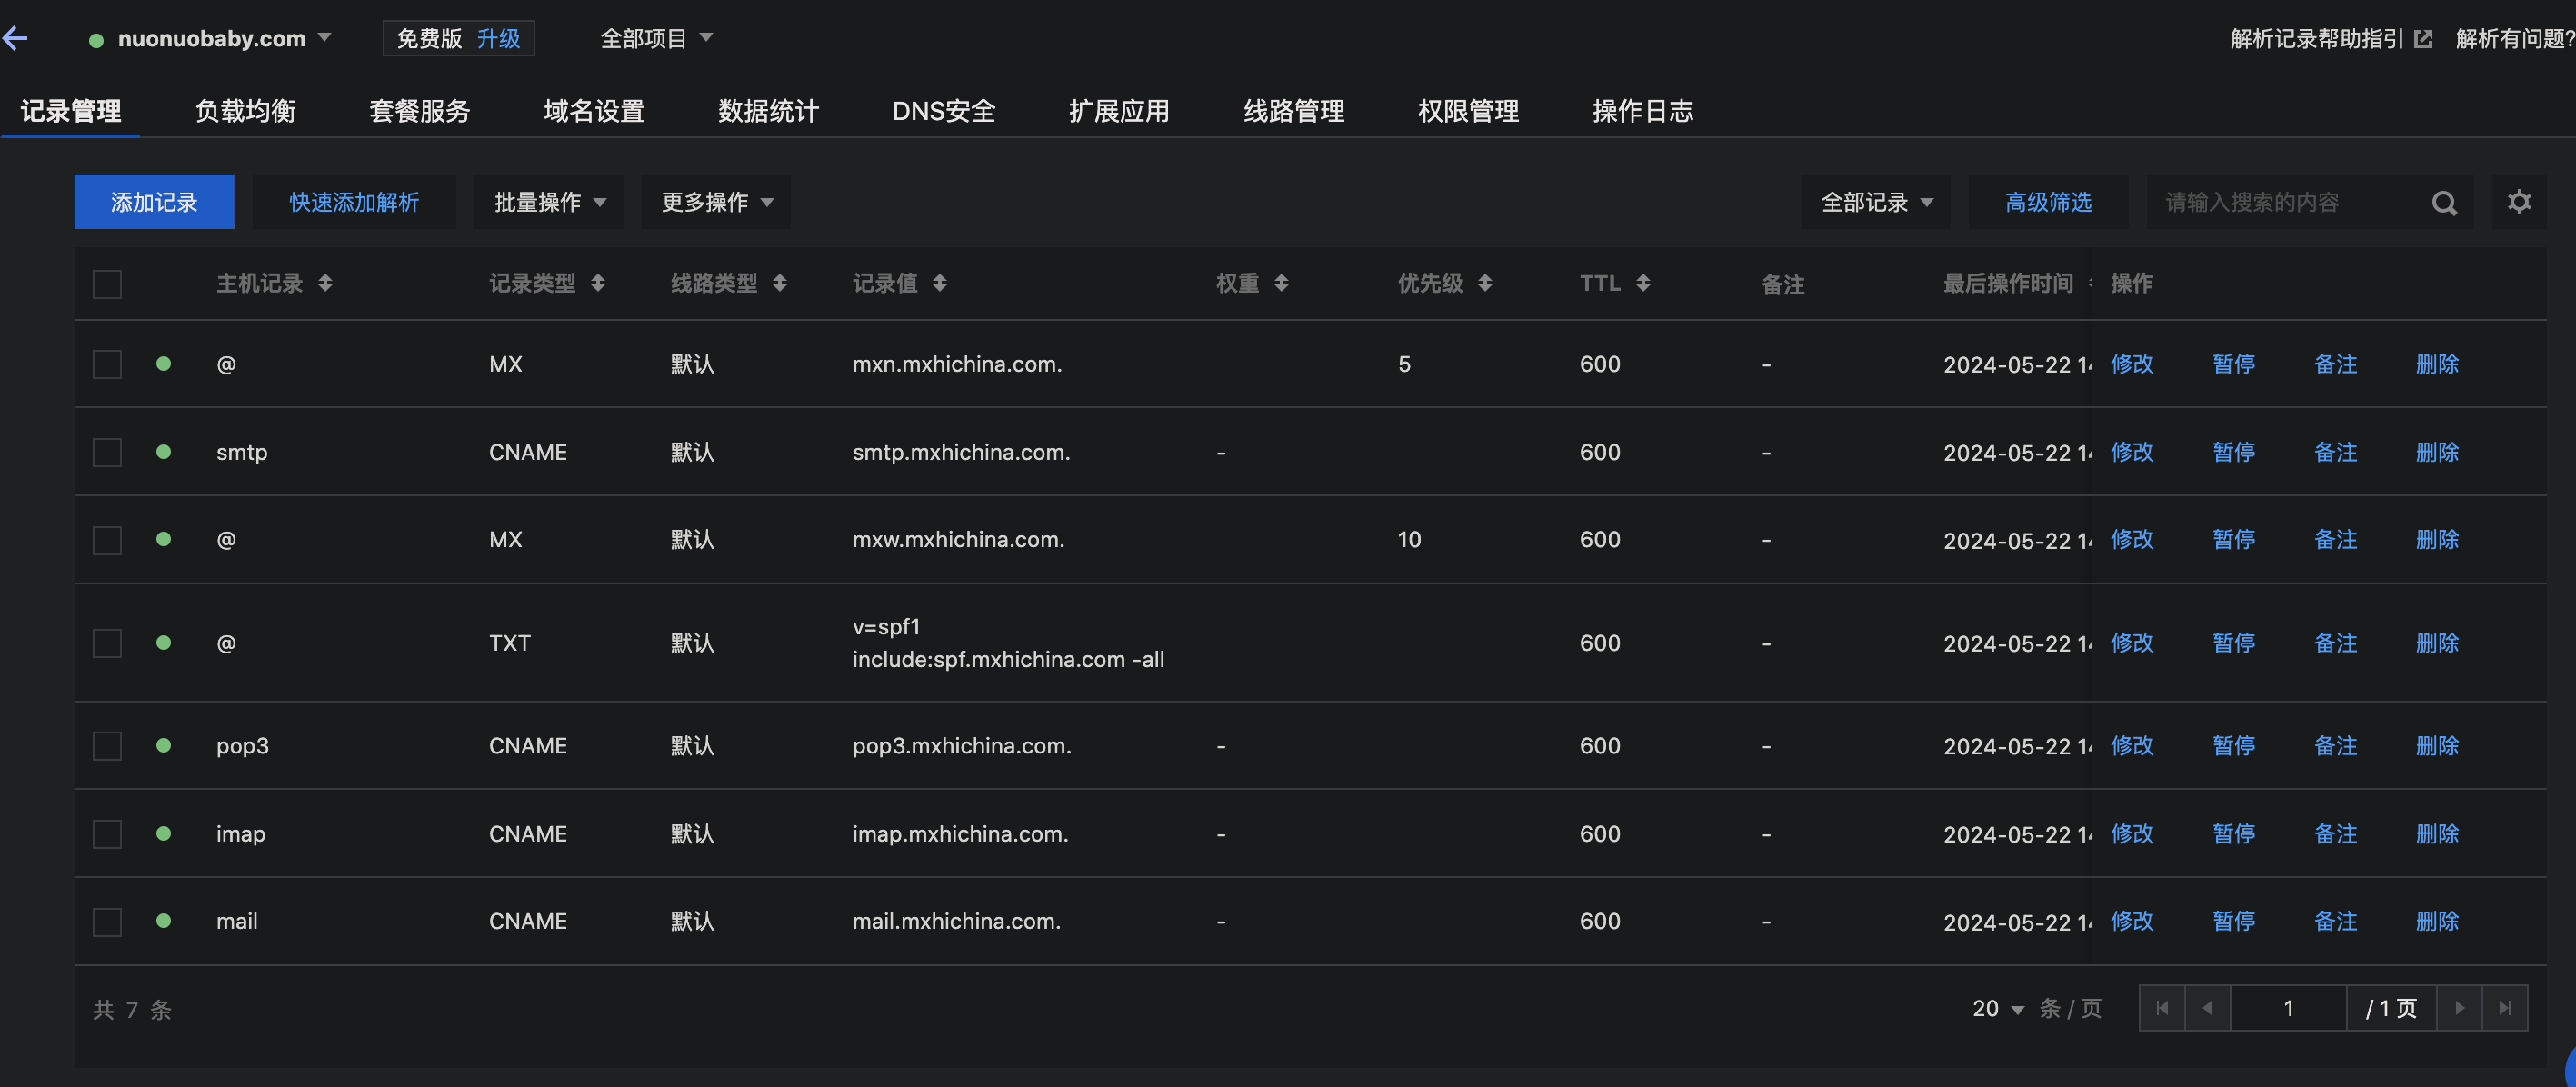 nuonuobaby.com 免费版 升级 全部项目 解析记录帮助指引 解析有问题?
记录管理 负载均衡 套餐服务 域名设置 数据统计 DNS安全 扩展应用 线路管理 权限管理 操作日志
添加记录 快速添加解析 批量操作 更多操作 全部记录 高级筛选 请输入搜索的内容
主机记录 记录类型 线路类型 记录值 权重 优先级 TTL 备注 最后操作时间 操作
@ MX 默认 mxn.mxhichina.com. 5 600 - 2024-05-22 14 修改 暂停 备注 删除
smtp CNAME 默认 smtp.mxhichina.com. - 600 - 2024-05-22 14 修改 暂停 备注 删除
@ MX 默认 mxw.mxhichina.com. 10 600 - 2024-05-22 14 修改 暂停 备注 删除
@ TXT 默认 v=spf1
include:spf.mxhichina.com -all 600 - 2024-05-22 14 修改 暂停 备注 删除
pop3 CNAME 默认 pop3.mxhichina.com. - 600 - 2024-05-22 14 修改 暂停 备注 删除
imap CNAME 默认 imap.mxhichina.com. - 600 - 2024-05-22 14 修改 暂停 备注 删除
mail CNAME 默认 mail.mxhichina.com. - 600 - 2024-05-22 14 修改 暂停 备注 删除
共 7 条 20 条 / 页 1 / 1 页